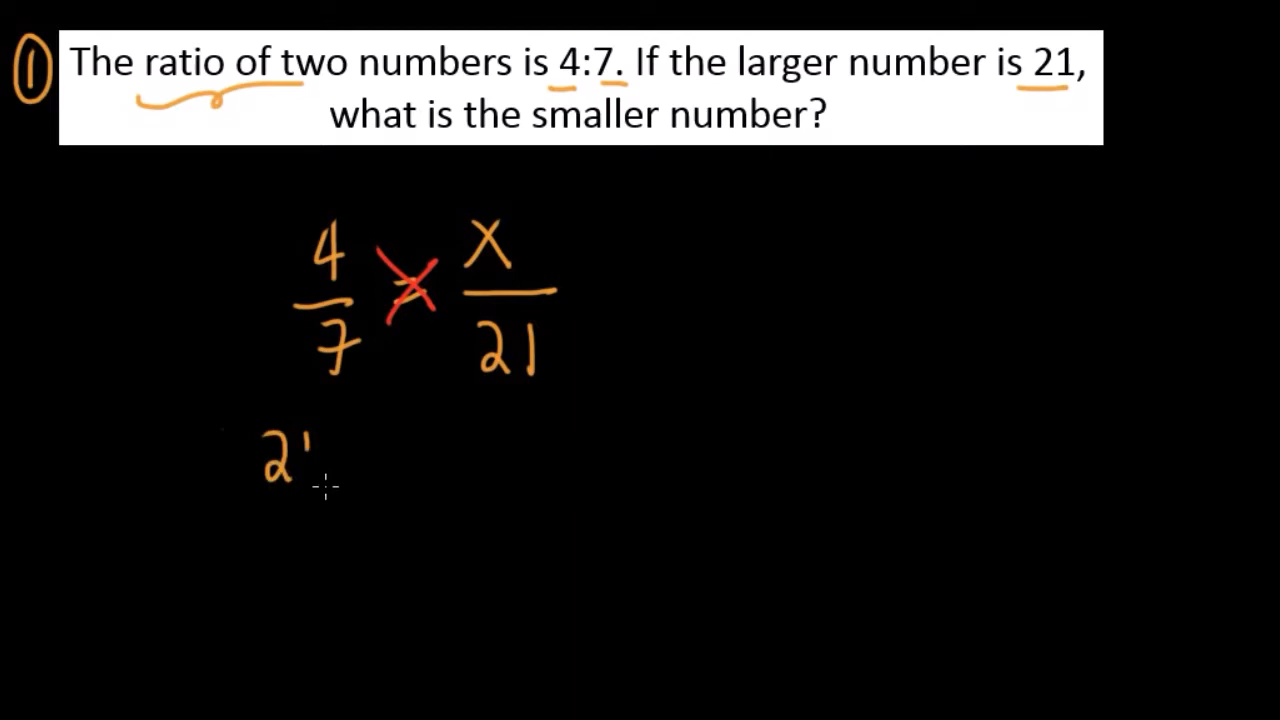 ① The ratio of two numbers is 4:7. If the larger number is 21,
what is the smaller number?
4 X
— = —
7 21
21